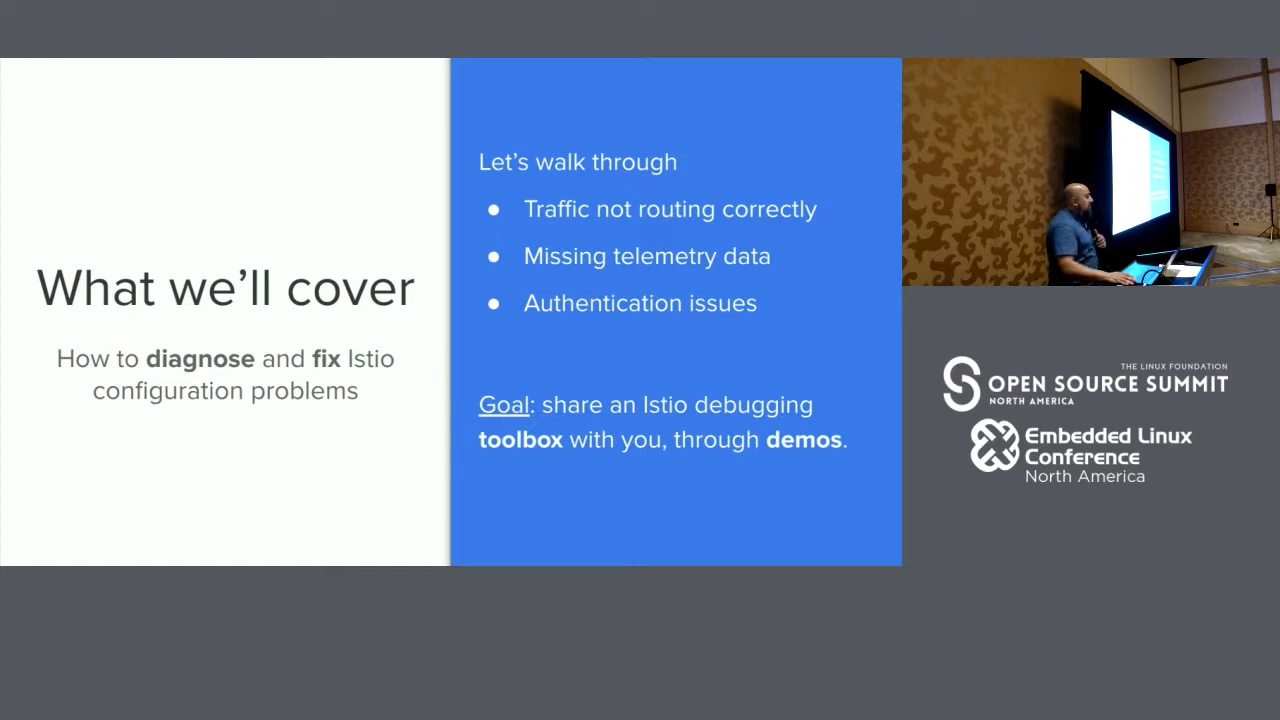 What we'll cover
How to diagnose and fix Istio
configuration problems
Let's walk through
● Traffic not routing correctly
● Missing telemetry data
● Authentication issues
Goal: share an Istio debugging
toolbox with you, through demos.
THE LINUX FOUNDATION
OPEN SOURCE SUMMIT
NORTH AMERICA
Embedded Linux
Conference
North America